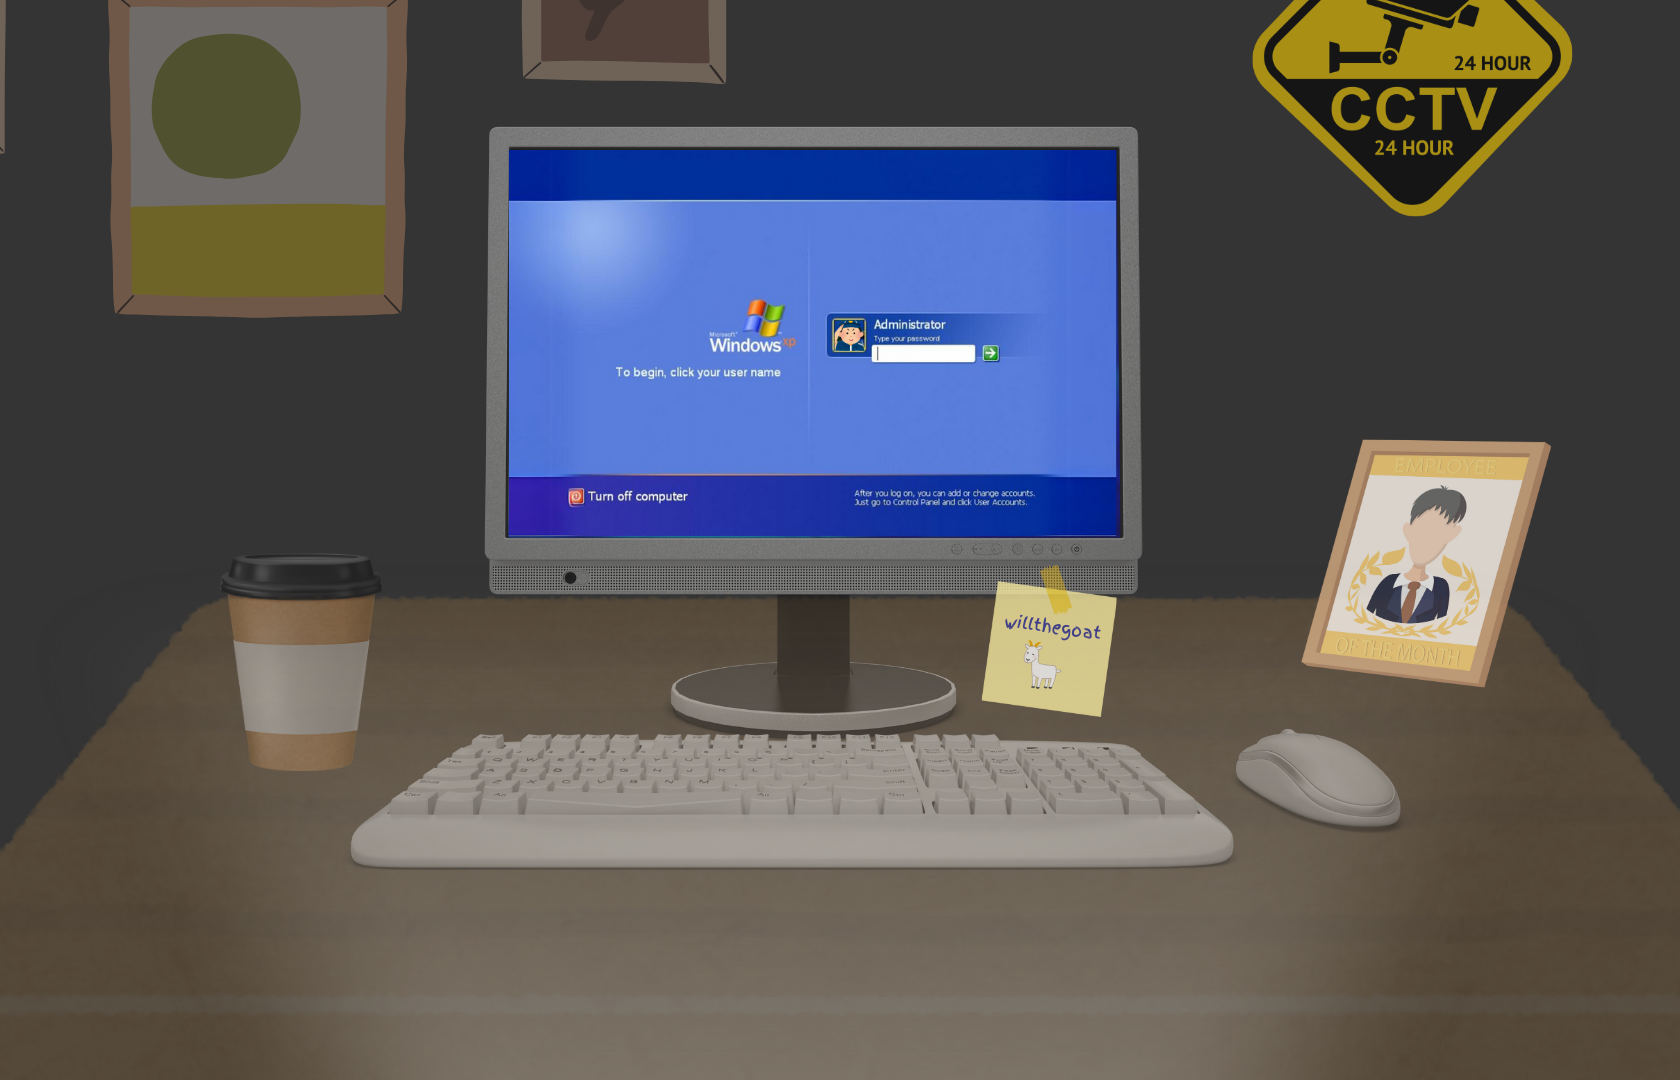 24 HOUR
CCTV
24 HOUR
Microsoft
Windows xp
To begin, click your user name
Administrator
Type your password
Turn off computer
After you log on, you can add or change accounts.
Just go to Control Panel and click User Accounts.
willthegoat
EMPLOYEE
OF THE MONTH